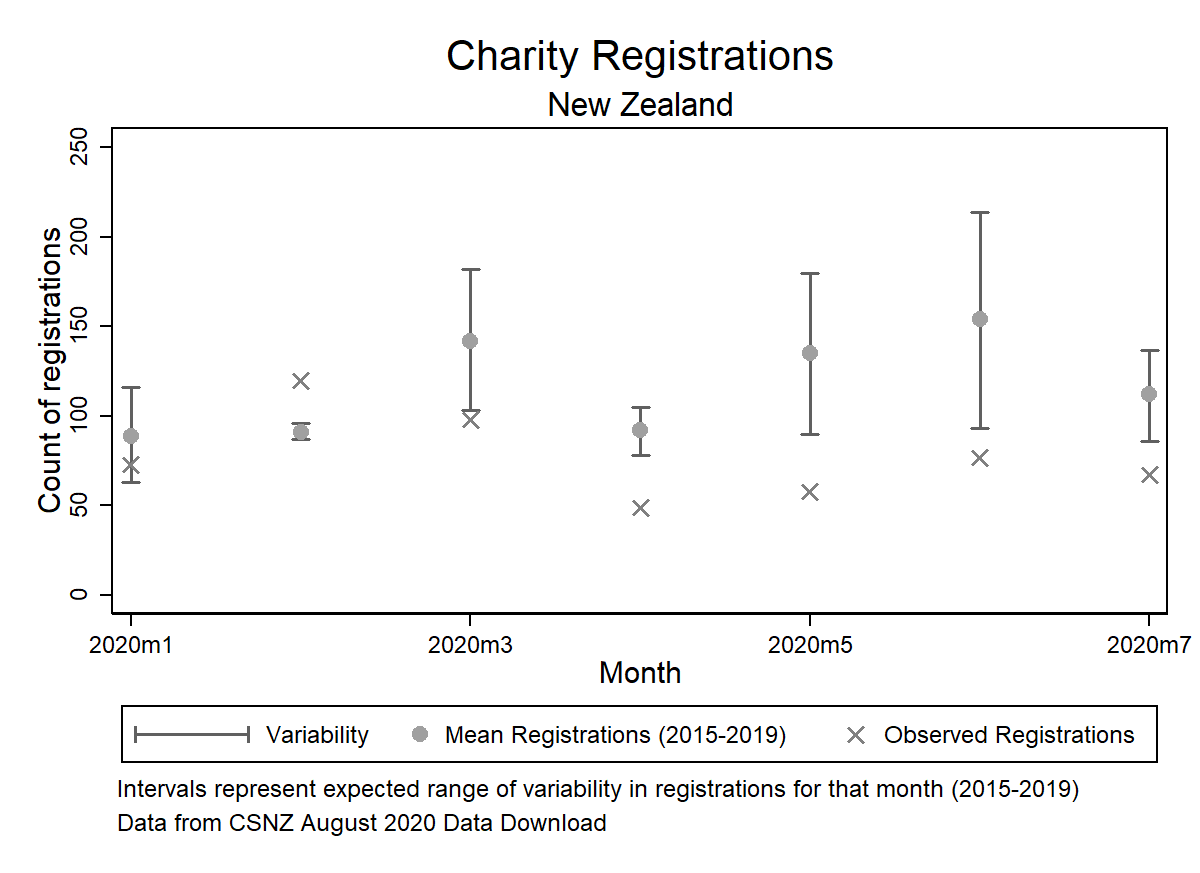 Charity Registrations
New Zealand
Count of registrations
250
200
150
100
50
0
2020m1 2020m3 2020m5 2020m7
Month
Variability Mean Registrations (2015-2019) Observed Registrations
Intervals represent expected range of variability in registrations for that month (2015-2019)
Data from CSNZ August 2020 Data Download